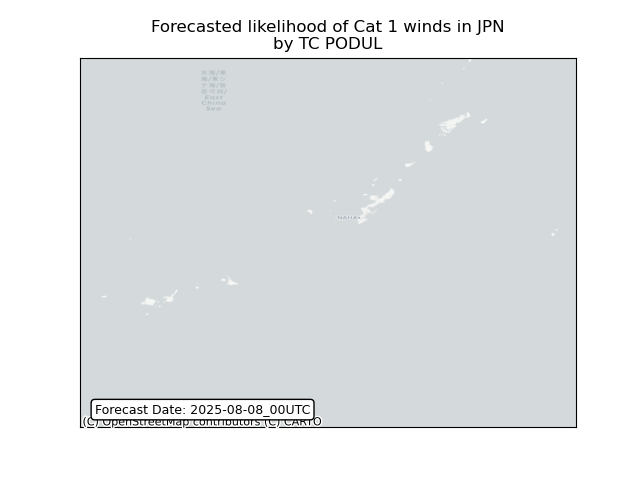 Forecasted likelihood of Cat 1 winds in JPN
by TC PODUL
East
China
Sea
NAHA
Forecast Date: 2025-08-08_00UTC
(C) OpenStreetMap contributors (C) CARTO